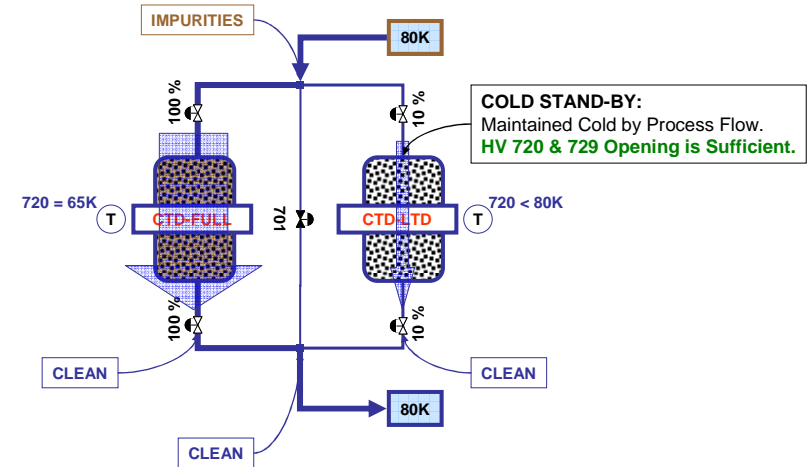 IMPURITIES
80K
100 %
10 %
COLD STAND-BY:
Maintained Cold by Process Flow.
HV 720 & 729 Opening is Sufficient.
720 = 65K
T
CTD-FULL
701
CTD-LTD
T
720 < 80K
100 %
10 %
CLEAN
CLEAN
80K
CLEAN